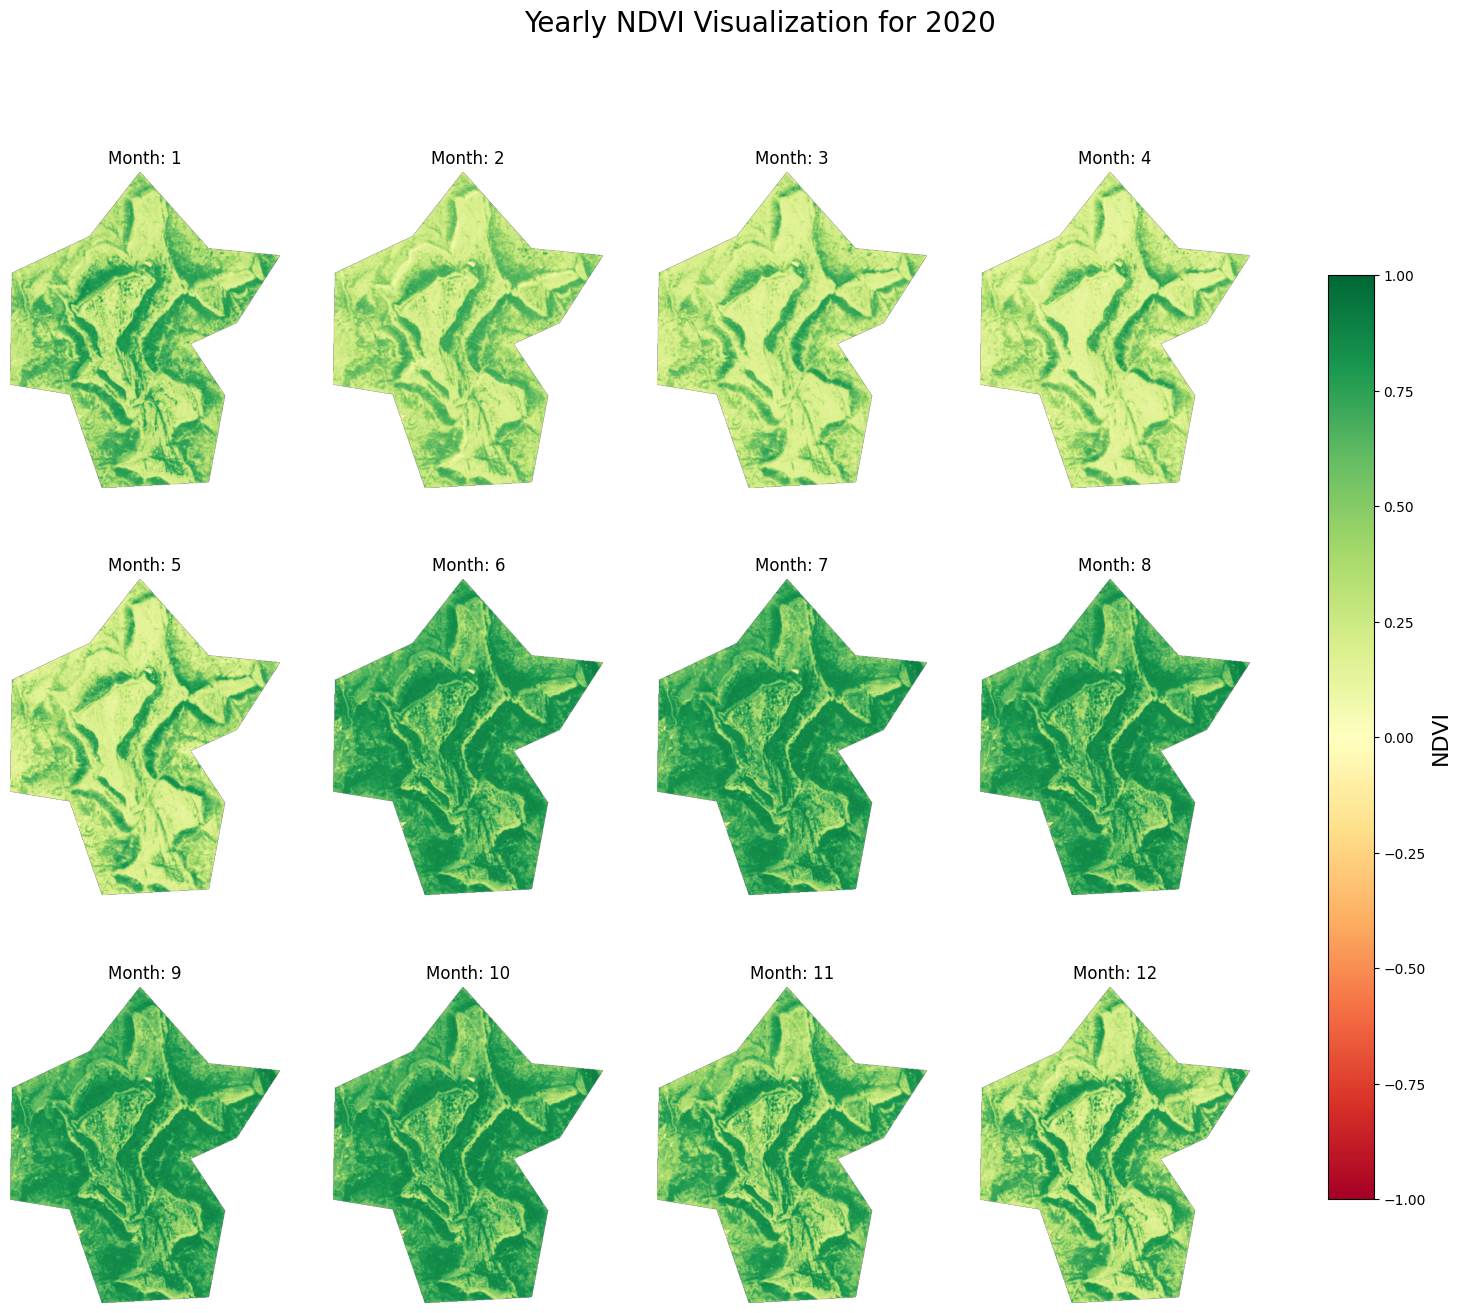 Yearly NDVI Visualization for 2020
Month: 1
Month: 2
Month: 3
Month: 4
Month: 5
Month: 6
Month: 7
Month: 8
Month: 9
Month: 10
Month: 11
Month: 12
1.00
0.75
0.50
0.25
0.00
−0.25
−0.50
−0.75
−1.00
NDVI